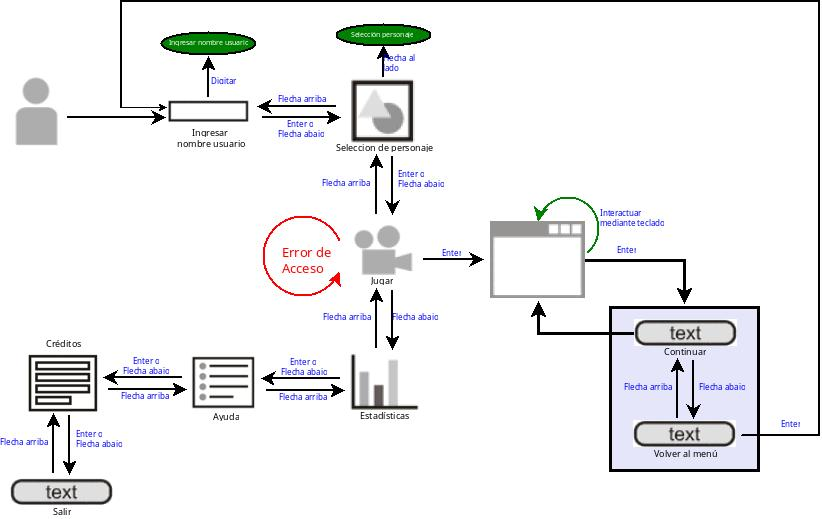 Ingresar nombre usuario
Selección personaje
Flecha al
lado
Digitar
Flecha arriba
Enter o
Flecha abajo
Ingresar
nombre usuario
Seleccion de personaje
Flecha arriba
Enter o
Flecha abajo
Interactuar
mediante teclado
Error de
Acceso
Enter
Enter
Jugar
Flecha arriba
Flecha abajo
text
Continuar
Créditos
Enter o
Flecha abajo
Flecha arriba
Enter o
Flecha abajo
Flecha arriba
Flecha arriba
Flecha abajo
Ayuda
Estadísticas
Enter
text
Volver al menú
Flecha arriba
Enter o
Flecha abajo
text
Salir